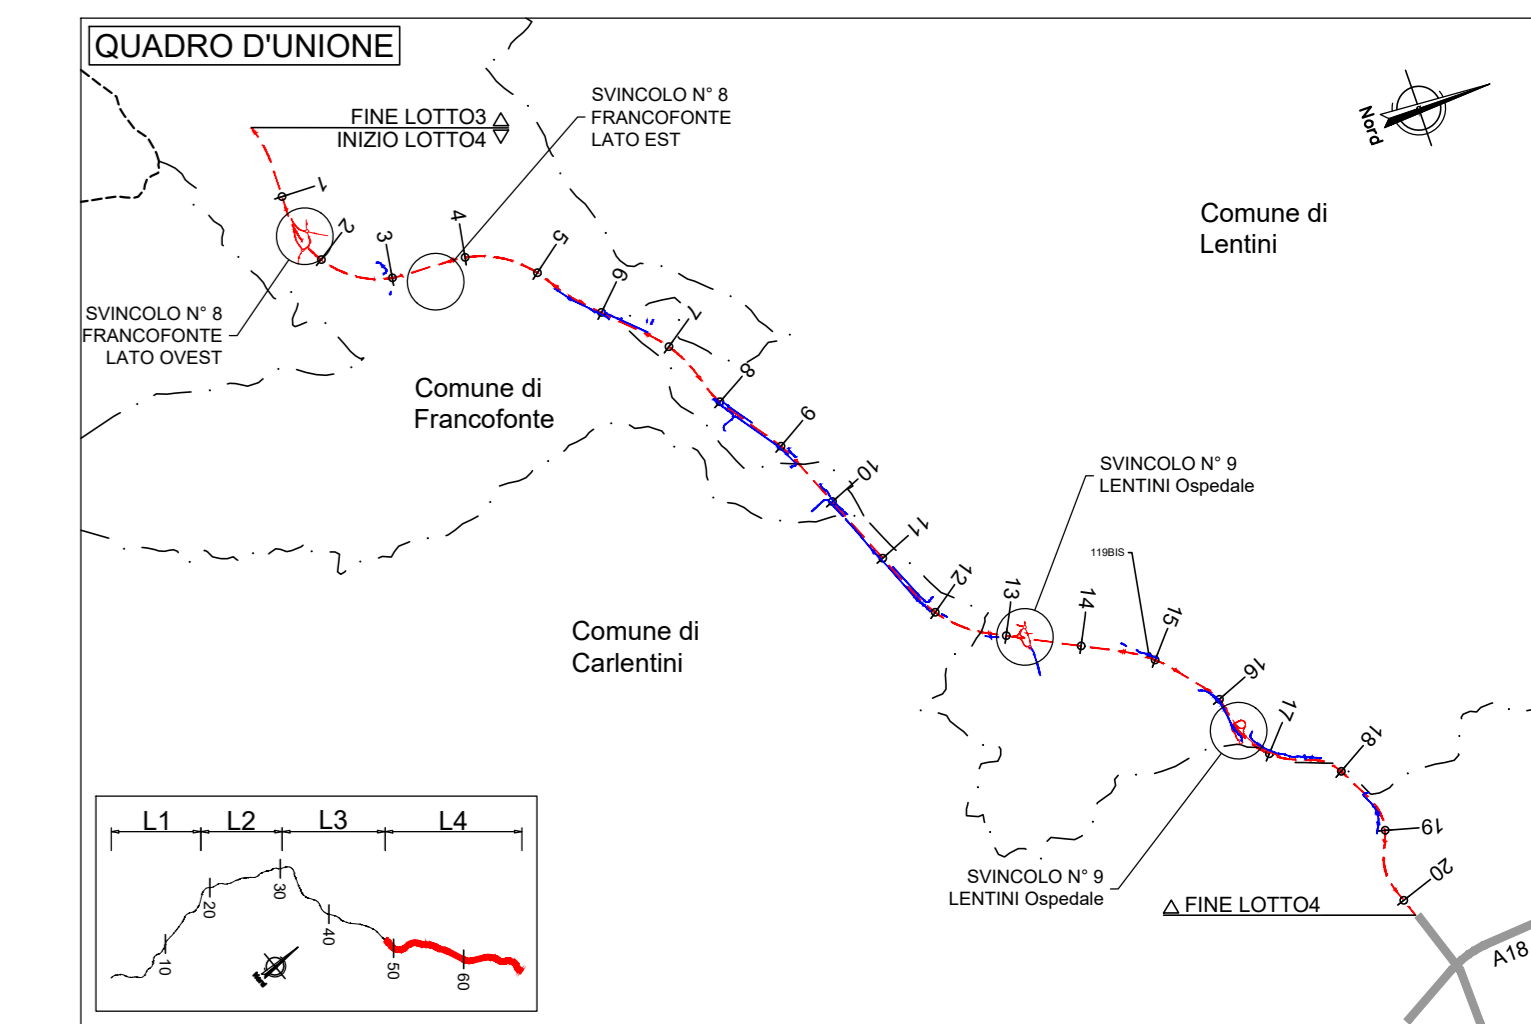 QUADRO D'UNIONE
FINE LOTTO3
INIZIO LOTTO4
SVINCOLO N° 8
FRANCOFONTE
LATO EST
Nord
Comune di
Lentini
1
2
3
4
5
6
7
8
9
10
11
12
13
14
15
16
17
18
19
20
SVINCOLO N° 8
FRANCOFONTE
LATO OVEST
Comune di
Francofonte
SVINCOLO N° 9
LENTINI Ospedale
119BIS
Comune di
Carlentini
SVINCOLO N° 9
LENTINI Ospedale
FINE LOTTO4
A18
L1
L2
L3
L4
10
20
30
40
50
60